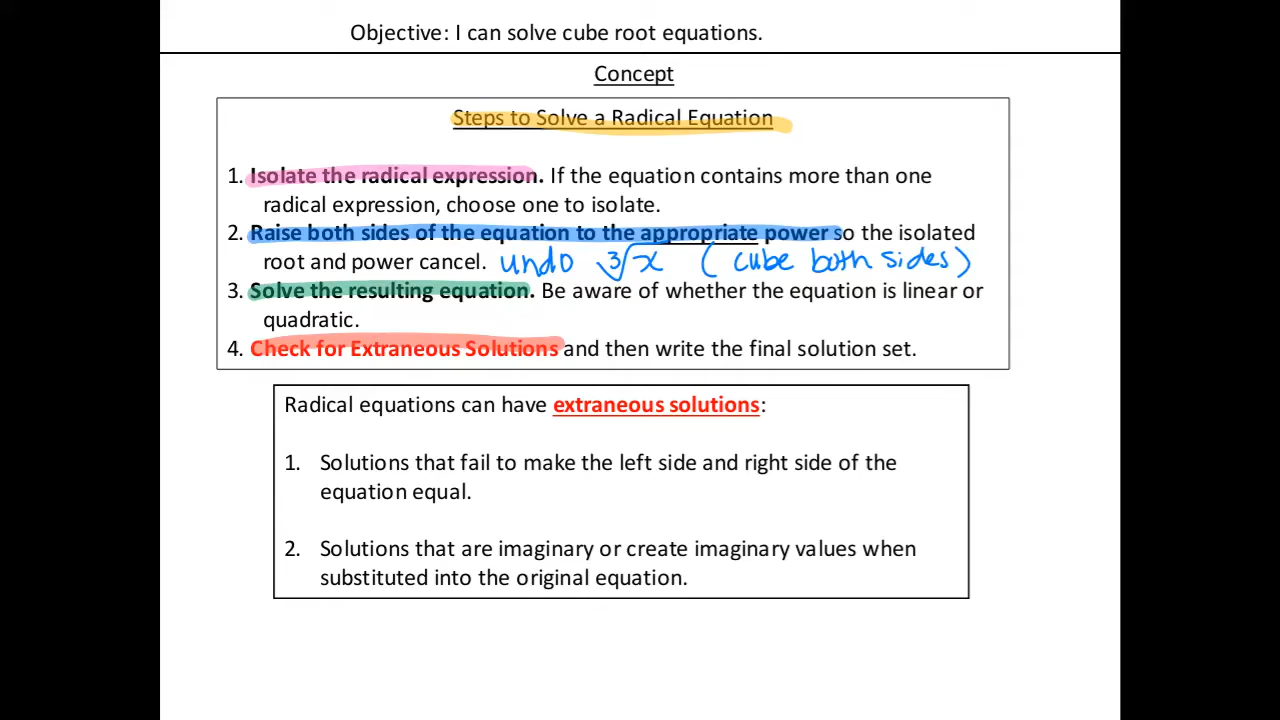 Objective: I can solve cube root equations.
Concept
Steps to Solve a Radical Equation
1. Isolate the radical expression. If the equation contains more than one
radical expression, choose one to isolate.
2. Raise both sides of the equation to the appropriate power so the isolated
root and power cancel. undo ∛x (cube both sides)
3. Solve the resulting equation. Be aware of whether the equation is linear or
quadratic.
4. Check for Extraneous Solutions and then write the final solution set.
Radical equations can have extraneous solutions:
1. Solutions that fail to make the left side and right side of the
equation equal.
2. Solutions that are imaginary or create imaginary values when
substituted into the original equation.